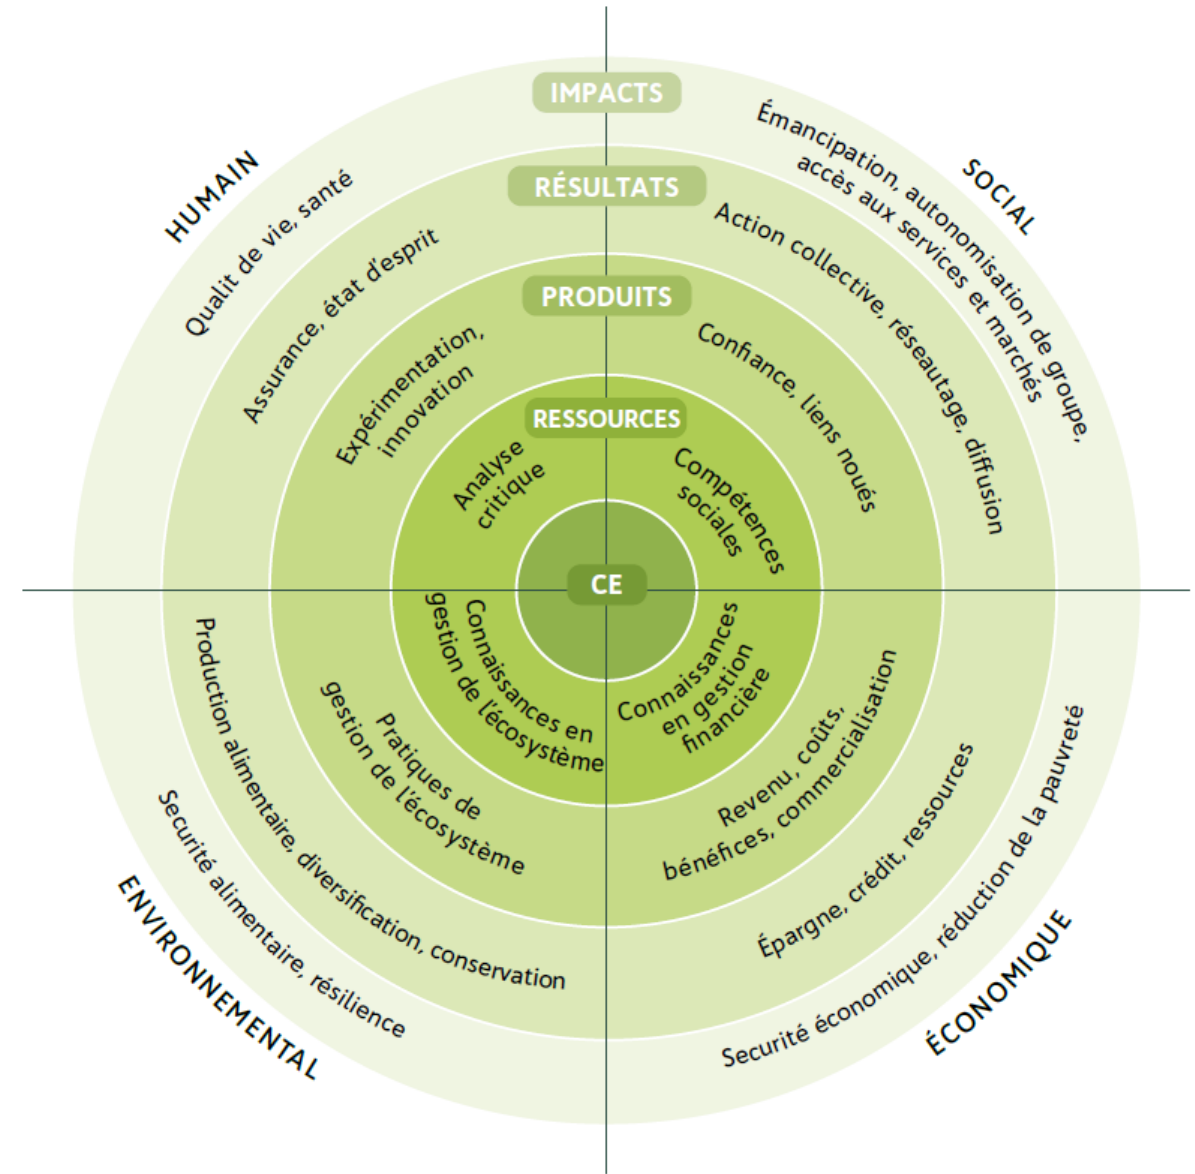 IMPACTS
RÉSULTATS
PRODUITS
RESSOURCES
CE
HUMAIN
Qualit de vie, santé
Assurance, état d'esprit
Expérimentation,
innovation
Analyse
critique
SOCIAL
Émancipation, autonomisation de groupe,
accès aux services et marchés
Action collective, réseautage, diffusion
Confiance, liens noués
Compétences
sociales
ENVIRONNEMENTAL
Connaissances en
gestion de l'écosystème
Pratiques de
gestion de l'écosystème
Production alimentaire, diversification, conservation
Securité alimentaire, résilience
ÉCONOMIQUE
Connaissances
en gestion
financière
Revenu, coûts,
bénéfices, commercialisation
Épargne, crédit, ressources
Securité économique, réduction de la pauvreté